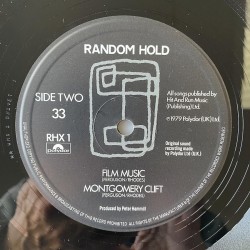 RANDOM HOLD
SIDE TWO
33
RHX 1
polydor
All songs published by
Hit And Run Music
(Publishing) Ltd.
℗ 1979 Polydor (U.K.) Ltd.
Original sound
recording made
by Polydor Ltd (U.K.)
FILM MUSIC
(FERGUSON/RHODES)
MONTGOMERY CLIFT
(FERGUSON/RHODES)
Produced by Peter Hammill